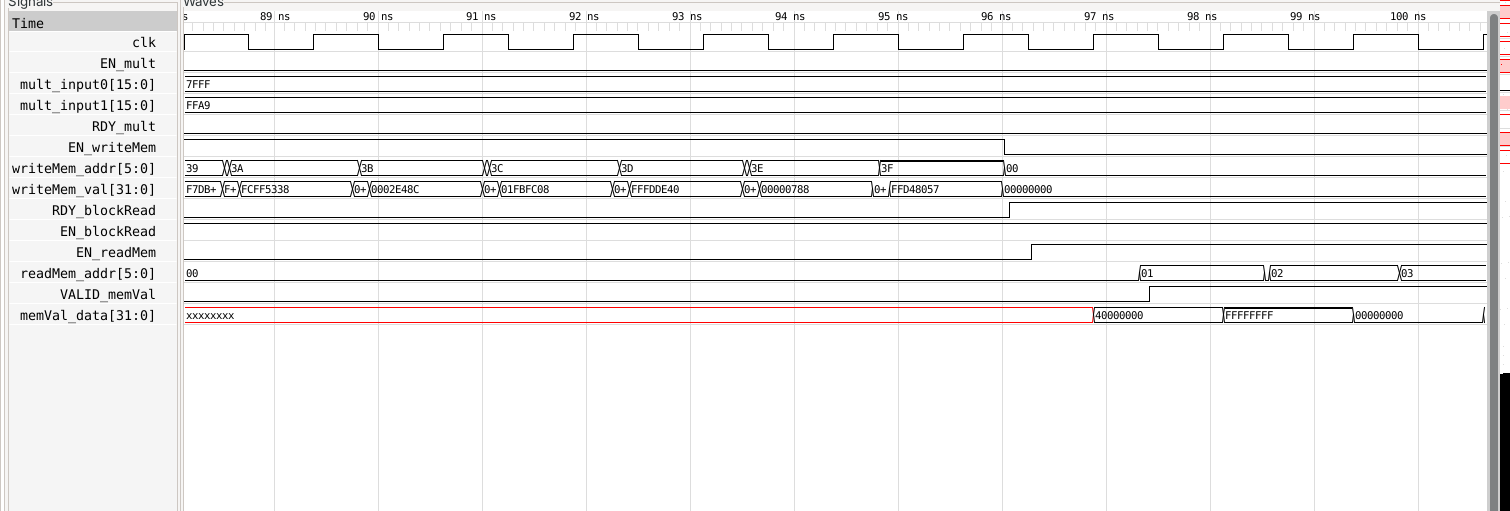 Signals Waves
Time s 89 ns 90 ns 91 ns 92 ns 93 ns 94 ns 95 ns 96 ns 97 ns 98 ns 99 ns 100 ns
clk
EN_mult
mult_input0[15:0] 7FFF
mult_input1[15:0] FFA9
RDY_mult
EN_writeMem
writeMem_addr[5:0] 39 3A 3B 3C 3D 3E 3F 00
writeMem_val[31:0] F7DB+ F+ FCFF5338 0+ 0002E48C 0+ 01FBFC08 0+ FFFDDE40 0+ 00000788 0+ FFD48057 00000000
RDY_blockRead
EN_blockRead
EN_readMem
readMem_addr[5:0] 00 01 02 03
VALID_memVal
memVal_data[31:0] xxxxxxxx 40000000 FFFFFFFF 00000000